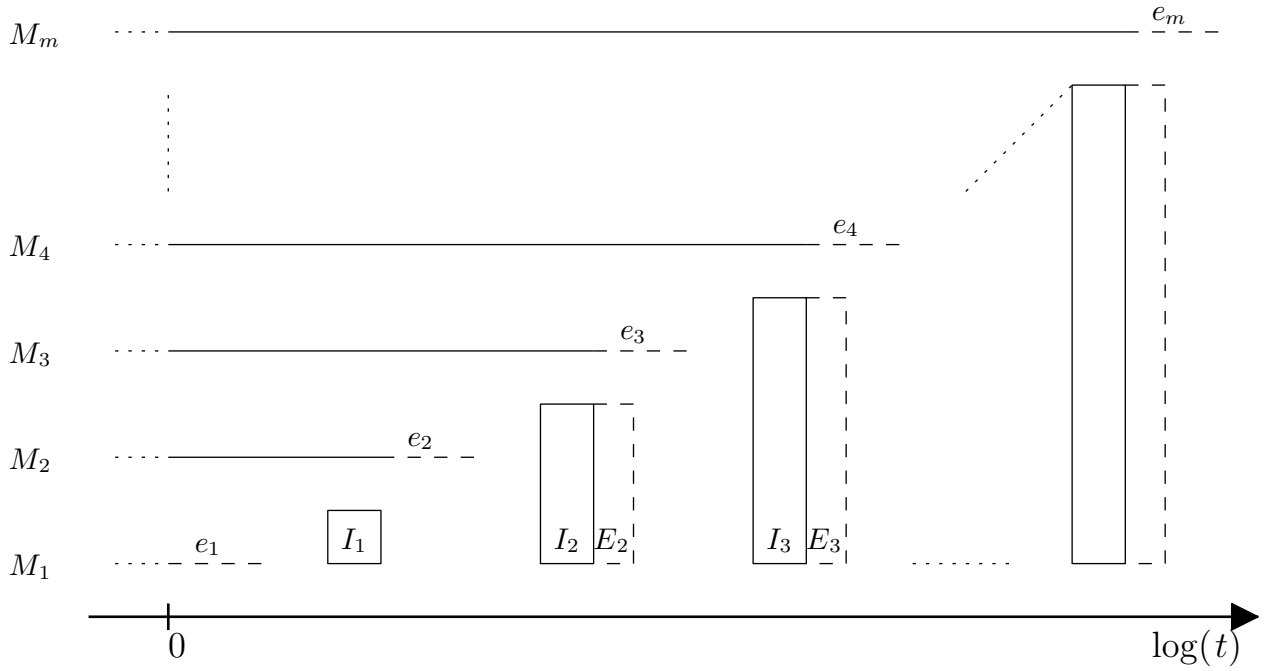 M_m e_m
M_4 e_4
M_3 e_3
M_2 e_2
M_1 e_1 I_1 I_2 E_2 I_3 E_3
0 log(t)